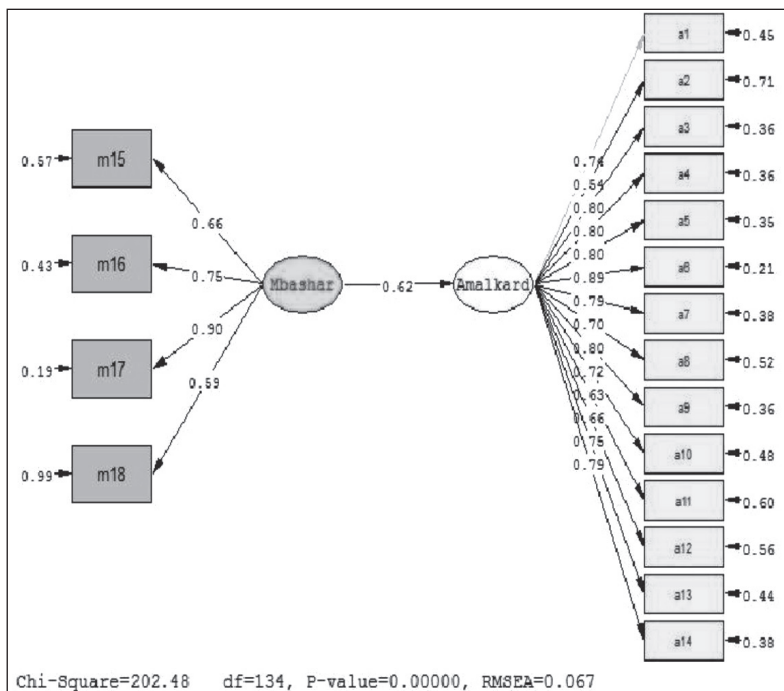 a1
0.45
a2
0.71
a3
0.36
a4
0.36
a5
0.35
a6
0.21
a7
0.38
a8
0.52
a9
0.36
a10
0.48
a11
0.60
a12
0.56
a13
0.44
a14
0.38
0.57
m15
0.43
m16
0.19
m17
0.99
m18
0.66
0.75
0.90
0.59
Mbashar
0.62
Amalkard
0.74
0.54
0.80
0.80
0.80
0.89
0.79
0.70
0.80
0.72
0.63
0.66
0.75
0.79
Chi-Square=202.48 df=134, P-value=0.00000, RMSEA=0.067